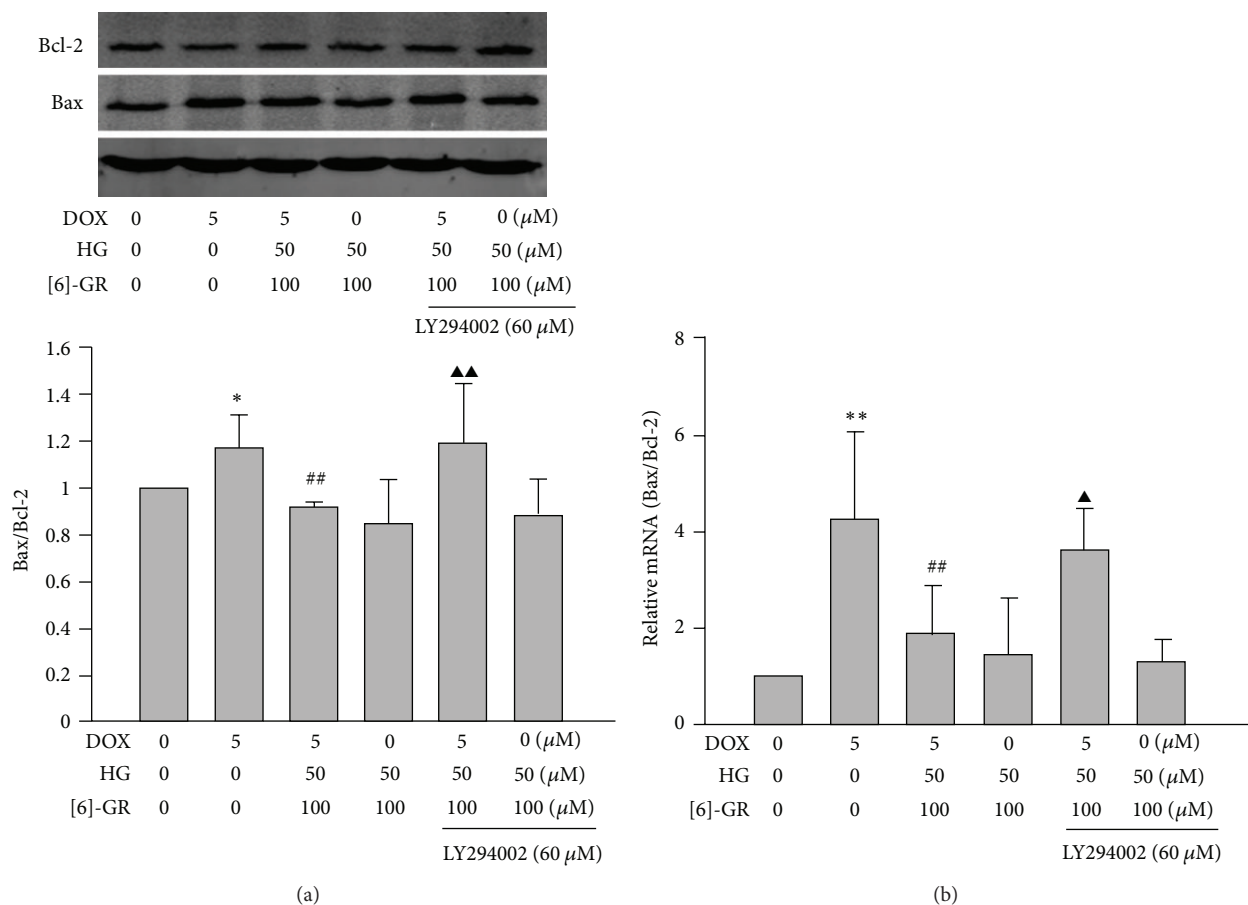 Bcl-2
Bax
DOX 0 5 5 0 5 0 (μM)
HG 0 0 50 50 50 50 (μM)
[6]-GR 0 0 100 100 100 100 (μM)
LY294002 (60 μM)
1.6
1.4
1.2
1
0.8
0.6
0.4
0.2
0
Bax/Bcl-2
*
##
▲▲
DOX 0 5 5 0 5 0 (μM)
HG 0 0 50 50 50 50 (μM)
[6]-GR 0 0 100 100 100 100 (μM)
LY294002 (60 μM)
(a)
8
6
4
2
0
Relative mRNA (Bax/Bcl-2)
**
##
▲
DOX 0 5 5 0 5 0 (μM)
HG 0 0 50 50 50 50 (μM)
[6]-GR 0 0 100 100 100 100 (μM)
LY294002 (60 μM)
(b)